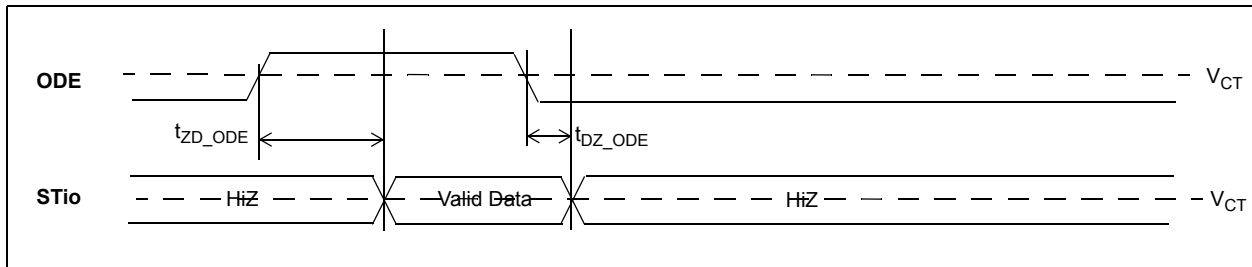 ODE
V_CT
t_ZD_ODE
t_DZ_ODE
STio
HiZ
Valid Data
HiZ
V_CT